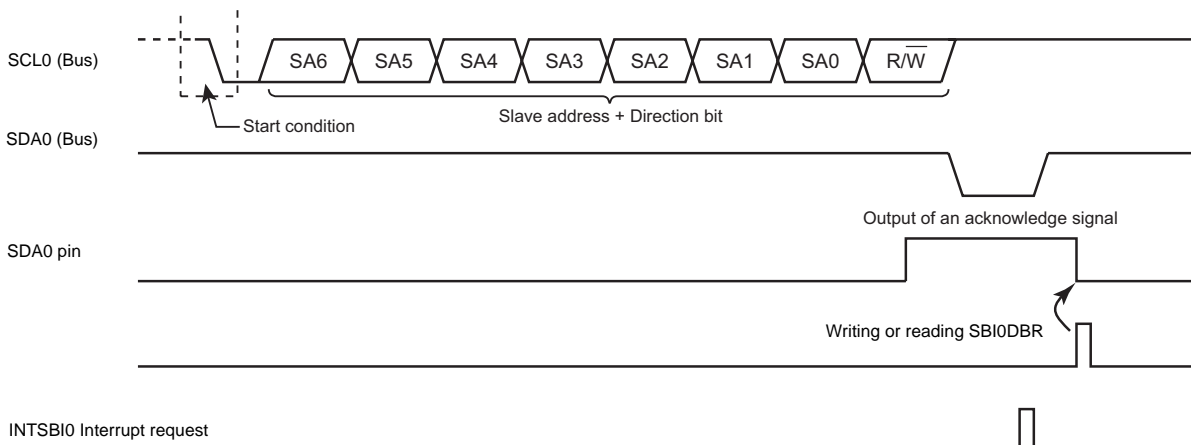 SCL0 (Bus)
SA6 SA5 SA4 SA3 SA2 SA1 SA0 R/W̅
Slave address + Direction bit
Start condition
SDA0 (Bus)
Output of an acknowledge signal
SDA0 pin
Writing or reading SBI0DBR
INTSBI0 Interrupt request